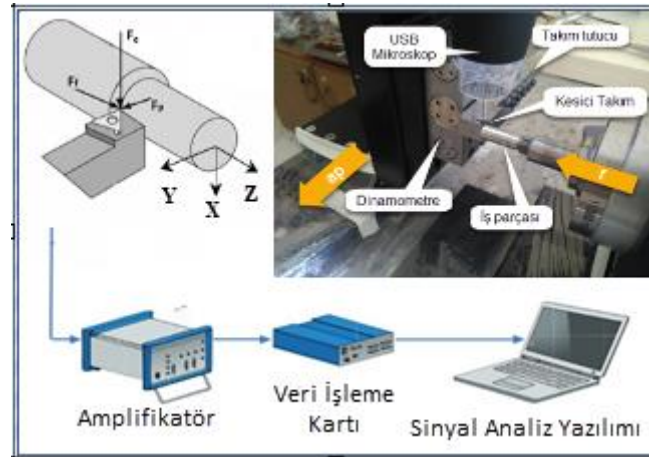 Fc
Ff
Fp
Y
X
Z
USB
Mikroskop
Takım tutucu
Kesici Takım
ap
f
Dinamometre
İş parçası
Amplifikatör
Veri İşleme
Kartı
Sinyal Analiz Yazılımı